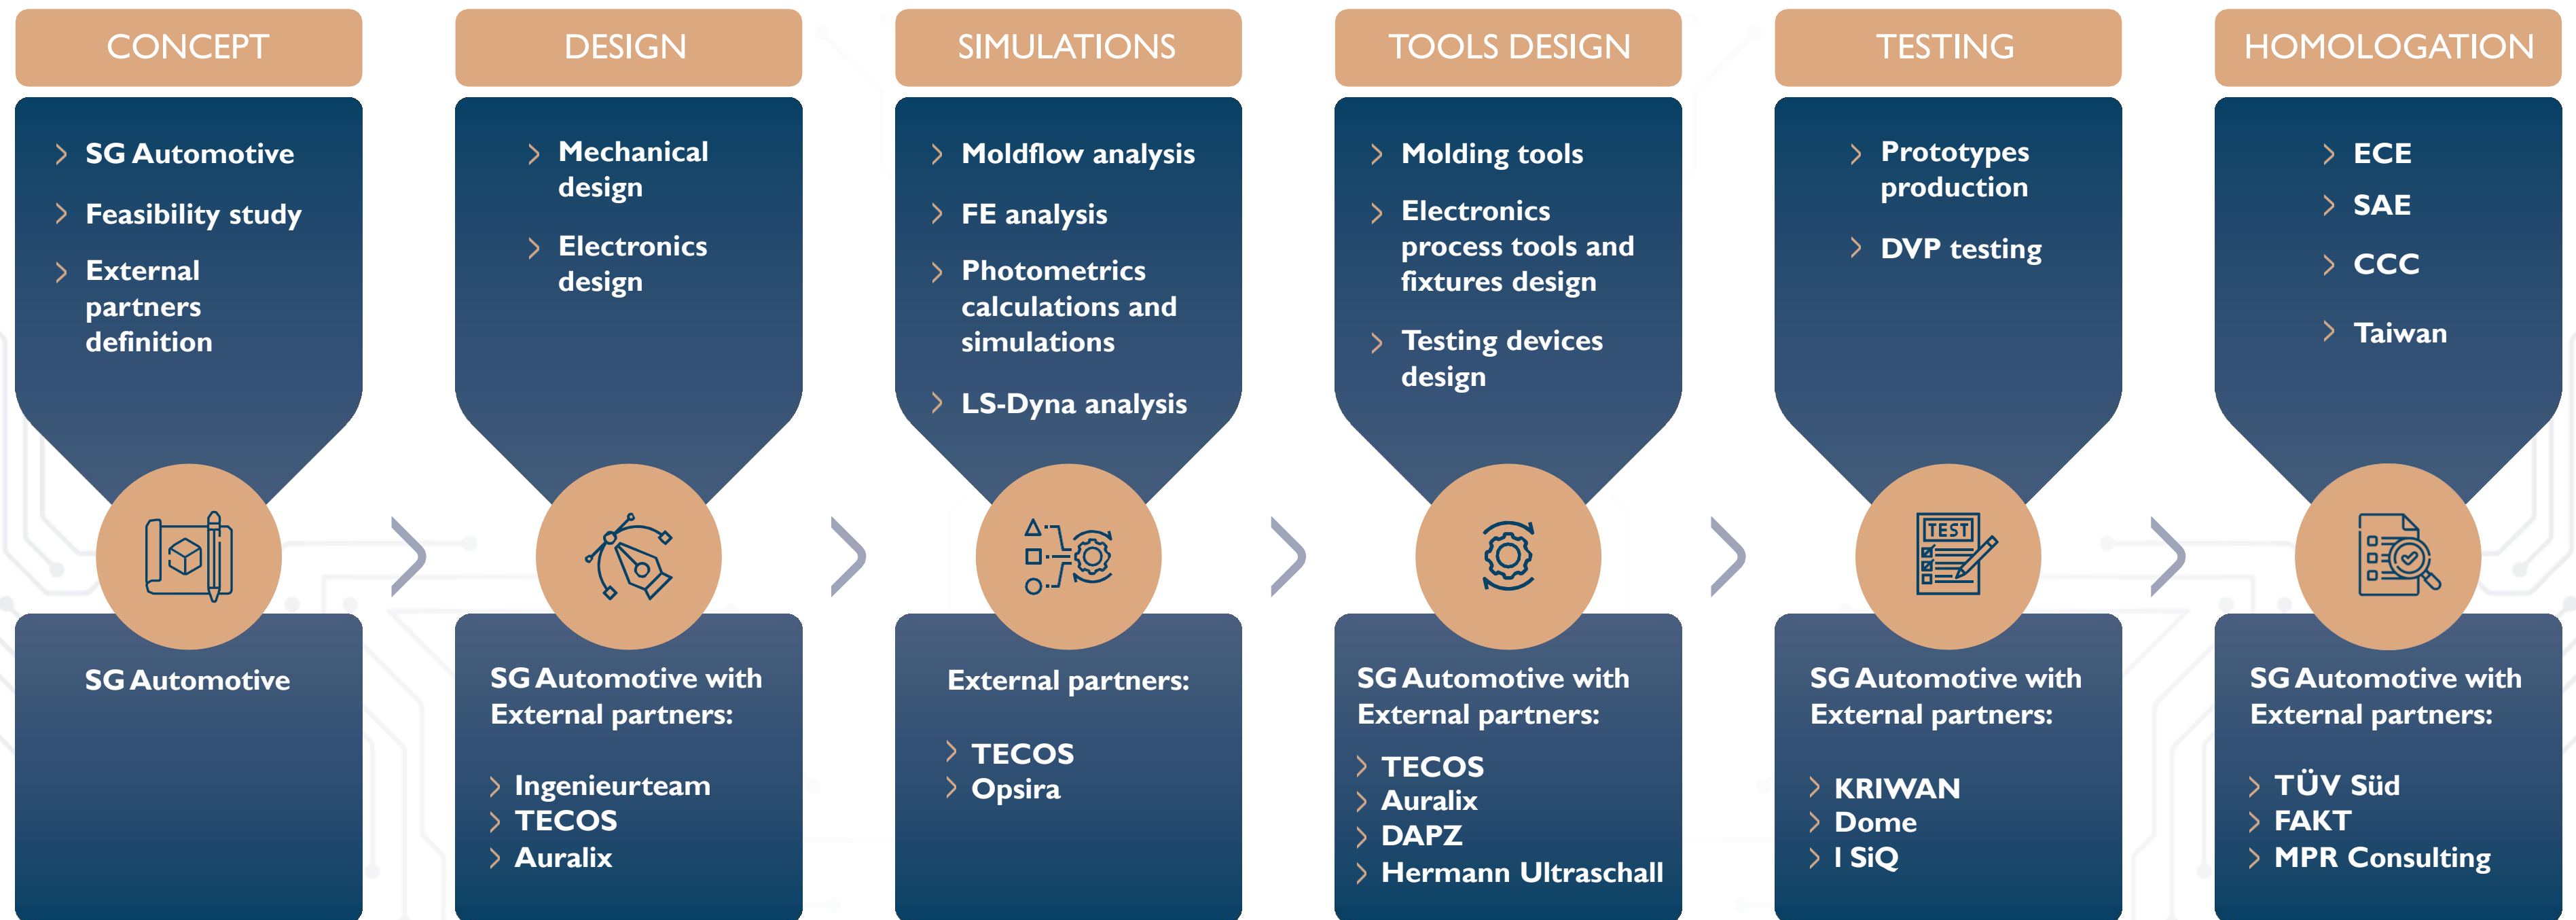 CONCEPT
SG Automotive
Feasibility study
External
partners
definition
SG Automotive
DESIGN
Mechanical
design
Electronics
design
SG Automotive with
External partners:
Ingenieurteam
TECOS
Auralix
SIMULATIONS
Moldflow analysis
FE analysis
Photometrics
calculations and
simulations
LS-Dyna analysis
External partners:
TECOS
Opsira
TOOLS DESIGN
Molding tools
Electronics
process tools and
fixtures design
Testing devices
design
SG Automotive with
External partners:
TECOS
Auralix
DAPZ
Hermann Ultraschall
TESTING
Prototypes
production
DVP testing
TEST
SG Automotive with
External partners:
KRIWAN
Dome
I SiQ
HOMOLOGATION
ECE
SAE
CCC
Taiwan
SG Automotive with
External partners:
TÜV Süd
FAKT
MPR Consulting